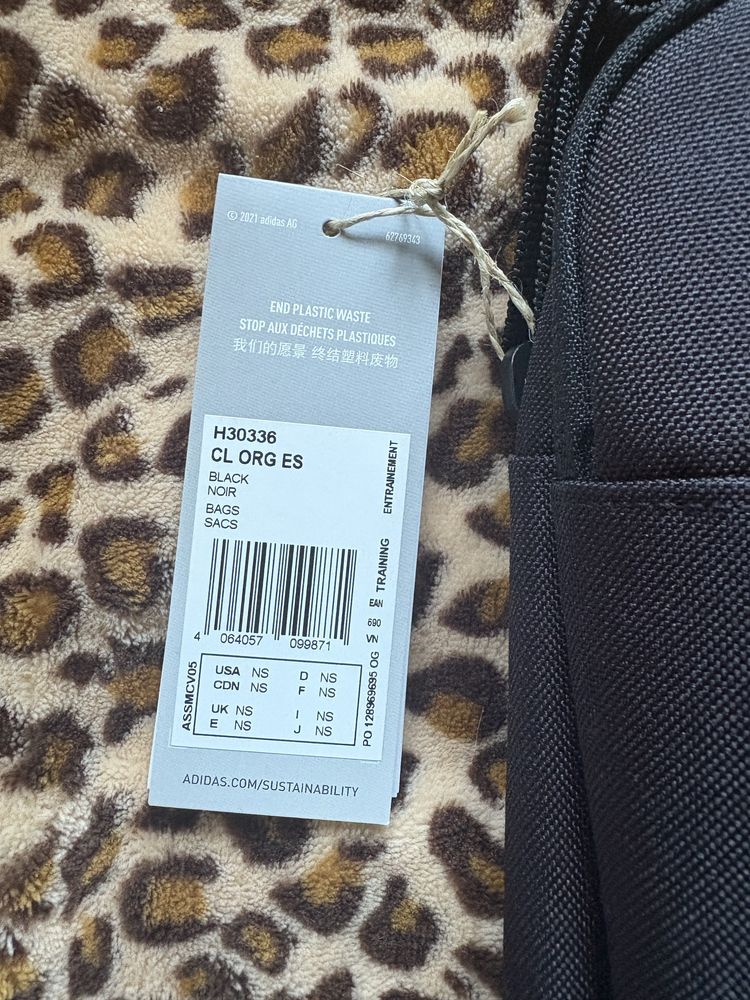 © 2021 adidas AG
62769343
END PLASTIC WASTE
STOP AUX DÉCHETS PLASTIQUES
我们的愿景 终结塑料废物
H30336
CL ORG ES
BLACK
NOIR
BAGS
SACS
TRAINING ENTRAINEMENT
EAN
690
VN
4 064057 099871
ASSMCV05
USA NS D NS
CDN NS F NS
UK NS I NS
E NS J NS
PO 128969695 OG
ADIDAS.COM/SUSTAINABILITY